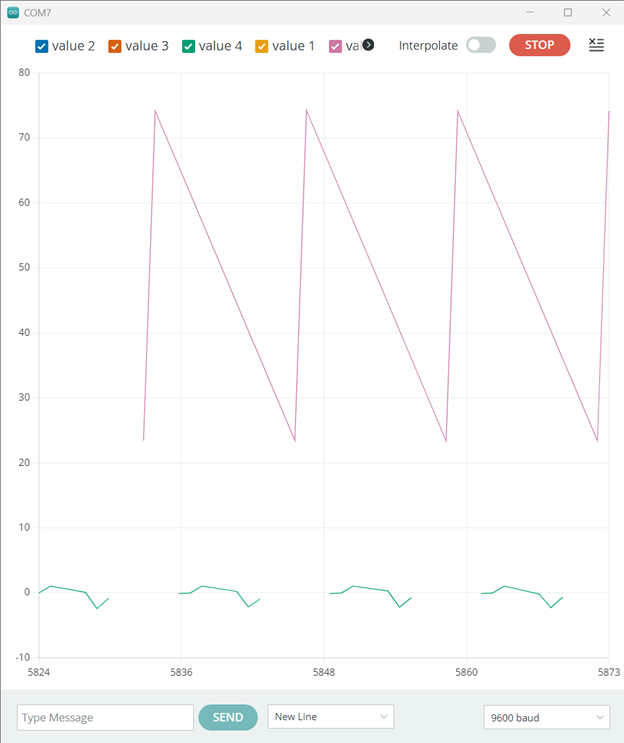 COM7
value 2 value 3 value 4 value 1 Interpolate STOP
80
70
60
50
40
30
20
10
0
-10
5824 5836 5848 5860 5873
Type Message SEND New Line 9600 baud